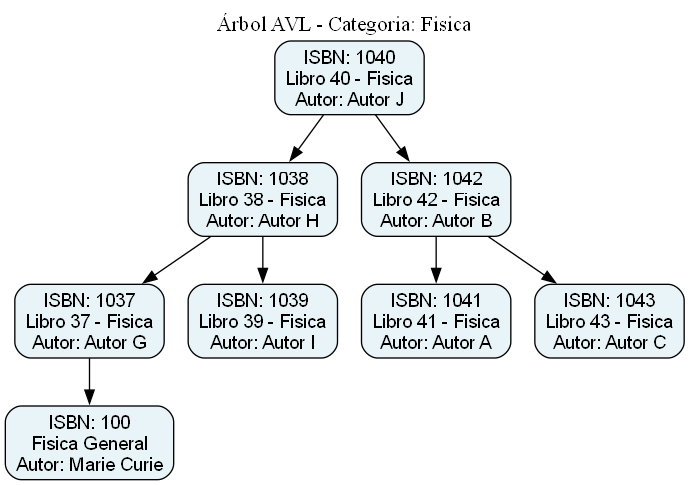 Árbol AVL - Categoria: Fisica
ISBN: 1040
Libro 40 - Fisica
Autor: Autor J
ISBN: 1038
Libro 38 - Fisica
Autor: Autor H
ISBN: 1042
Libro 42 - Fisica
Autor: Autor B
ISBN: 1037
Libro 37 - Fisica
Autor: Autor G
ISBN: 1039
Libro 39 - Fisica
Autor: Autor I
ISBN: 1041
Libro 41 - Fisica
Autor: Autor A
ISBN: 1043
Libro 43 - Fisica
Autor: Autor C
ISBN: 100
Fisica General
Autor: Marie Curie